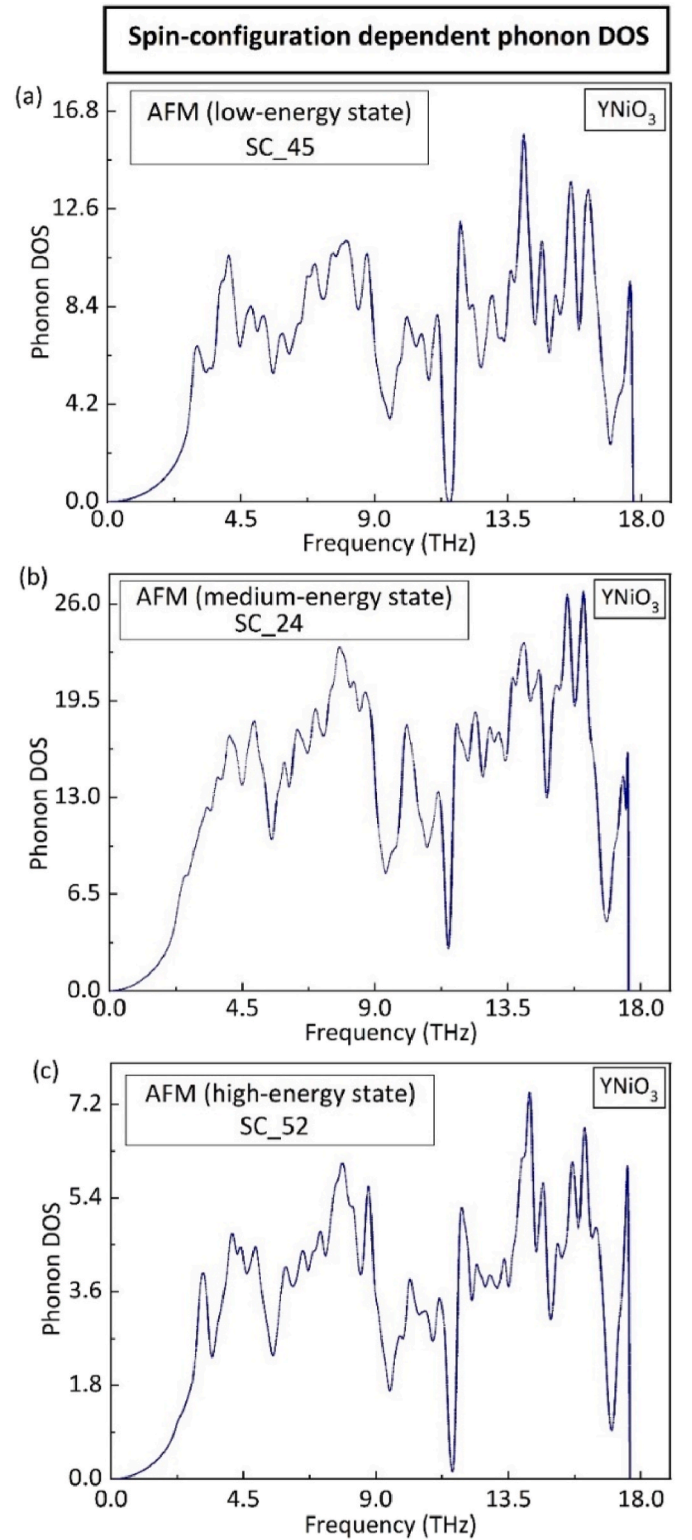 Spin-configuration dependent phonon DOS
(a)
AFM (low-energy state)
SC_45
YNiO₃
Phonon DOS
16.8
12.6
8.4
4.2
0.0
0.0 4.5 9.0 13.5 18.0
Frequency (THz)
(b)
AFM (medium-energy state)
SC_24
YNiO₃
Phonon DOS
26.0
19.5
13.0
6.5
0.0
0.0 4.5 9.0 13.5 18.0
Frequency (THz)
(c)
AFM (high-energy state)
SC_52
YNiO₃
Phonon DOS
7.2
5.4
3.6
1.8
0.0
0.0 4.5 9.0 13.5 18.0
Frequency (THz)